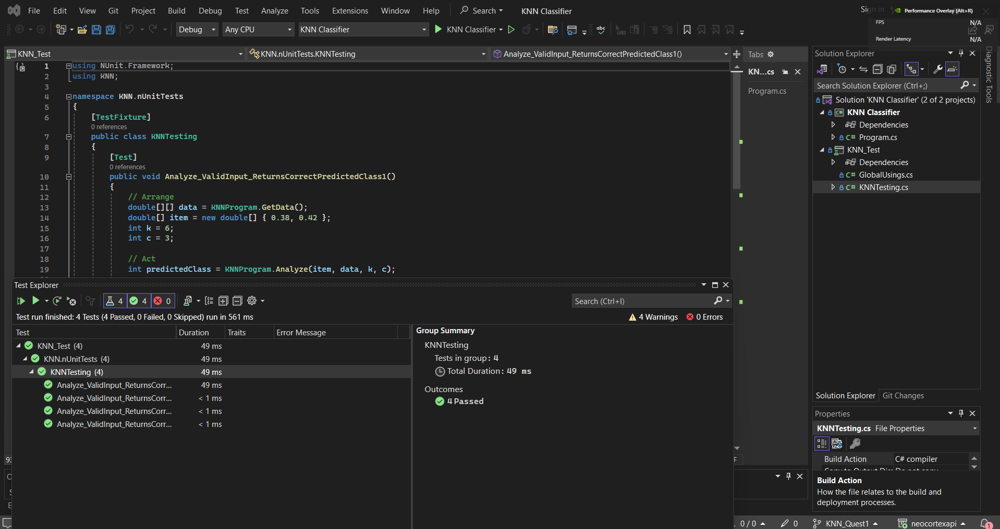 File Edit View Git Project Build Debug Test Analyze Tools Extensions Window Help Search KNN Classifier Sign in Performance Overlay (Alt+R)
FPS N/A
Render Latency N/A
Debug Any CPU KNN Classifier KNN Classifier abc
KNN_Test KNN.nUnitTests.KNNTesting Analyze_ValidInput_ReturnsCorrectPredictedClass1()
1 using NUnit.Framework;
2 using KNN;
3
4 namespace KNN.nUnitTests
5 {
6 [TestFixture]
0 references
7 public class KNNTesting
8 {
9 [Test]
0 references
10 public void Analyze_ValidInput_ReturnsCorrectPredictedClass1()
11 {
12 // Arrange
13 double[][] data = KNNProgram.GetData();
14 double[] item = new double[] { 0.38, 0.42 };
15 int k = 6;
16 int c = 3;
17
18 // Act
19 int predictedClass = KNNProgram.Analyze(item, data, k, c);
Tabs
KN...cs
Program.cs
Test Explorer
4 4 0 Search (Ctrl+I)
Test run finished: 4 Tests (4 Passed, 0 Failed, 0 Skipped) run in 561 ms 4 Warnings 0 Errors
Test Duration Traits Error Message
KNN_Test (4) 49 ms
KNN.nUnitTests (4) 49 ms
KNNTesting (4) 49 ms
Analyze_ValidInput_ReturnsCorr... 49 ms
Analyze_ValidInput_ReturnsCorr... < 1 ms
Analyze_ValidInput_ReturnsCorr... < 1 ms
Analyze_ValidInput_ReturnsCorr... < 1 ms
Group Summary
KNNTesting
Tests in group: 4
Total Duration: 49 ms
Outcomes
4 Passed
Solution Explorer
Search Solution Explorer (Ctrl+;)
Solution 'KNN Classifier' (2 of 2 projects)
C# KNN Classifier
Dependencies
C# Program.cs
KNN_Test
Dependencies
C# GlobalUsings.cs
C# KNNTesting.cs
Solution Explorer Git Changes
Properties
KNNTesting.cs File Properties
Build Action C# compiler
Build Action
How the file relates to the build and
deployment processes.
Diagnostic Tools
0 / 0 0 KNN_Quest1 neocortexapi 1